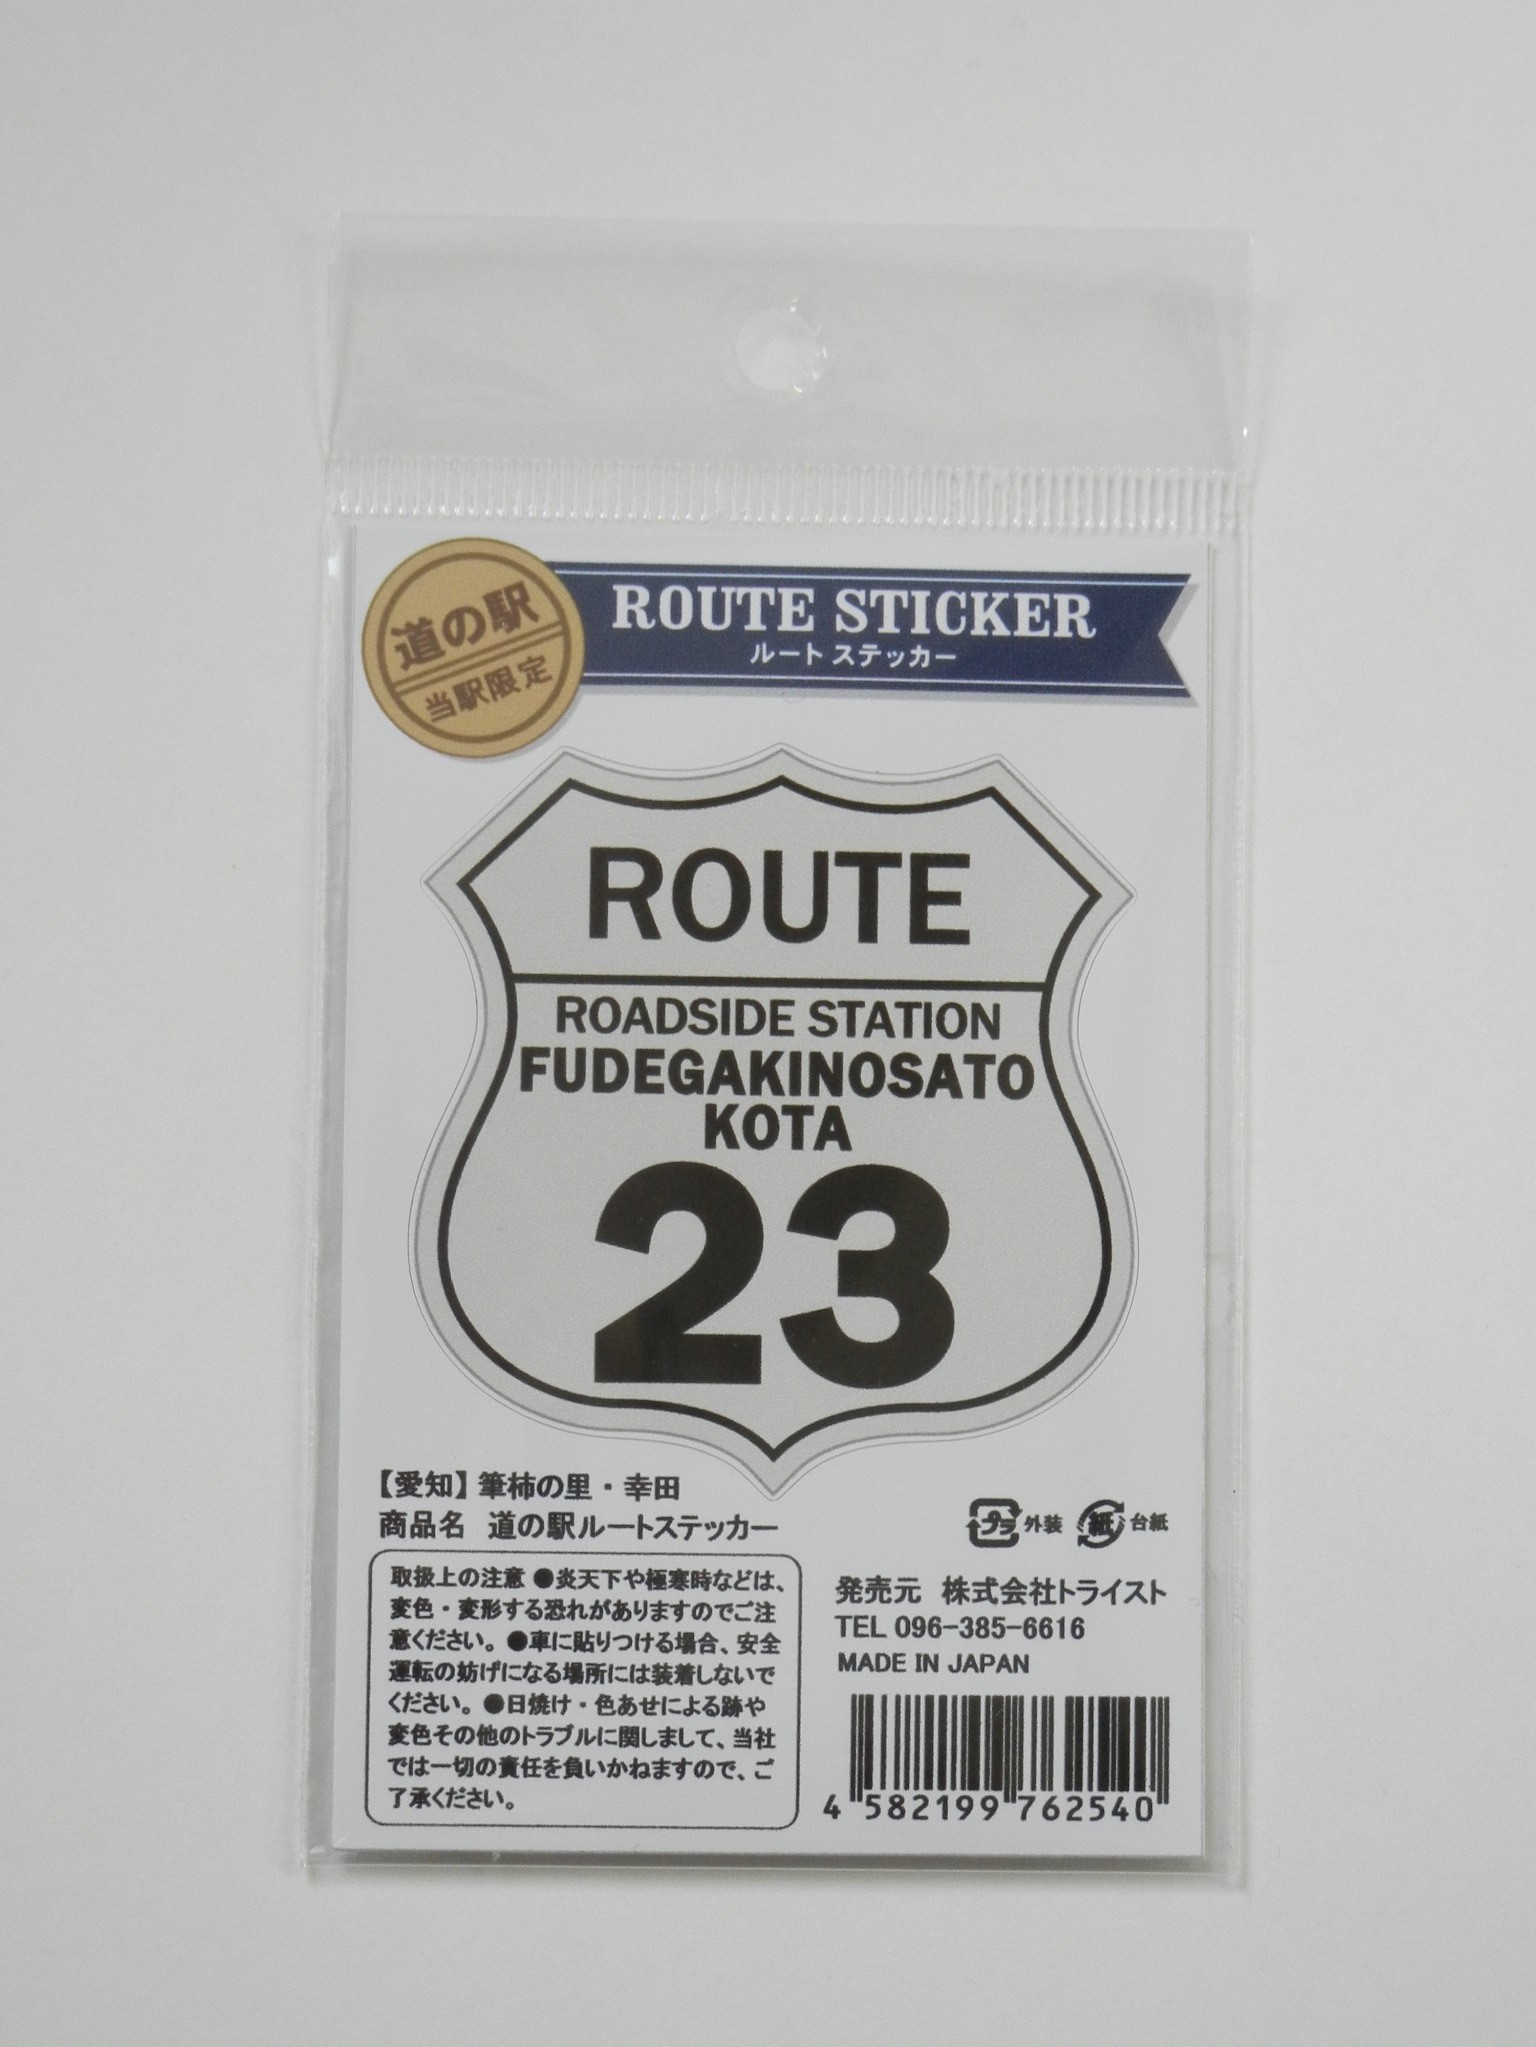 道の駅
当駅限定
ROUTE STICKER
ルート ステッカー
ROUTE
ROADSIDE STATION
FUDEGAKINOSATO
KOTA
23
【愛知】筆柿の里・幸田
商品名 道の駅ルートステッカー
プラ 外装 紙 台紙
取扱上の注意 ●炎天下や極寒時などは、
変色・変形する恐れがありますのでご注
意ください。●車に貼りつける場合、安全
運転の妨げになる場所には装着しないで
ください。●日焼け・色あせによる跡や
変色その他のトラブルに関しまして、当社
では一切の責任を負いかねますので、ご
了承ください。
発売元 株式会社トライスト
TEL 096-385-6616
MADE IN JAPAN
4 582199 762540